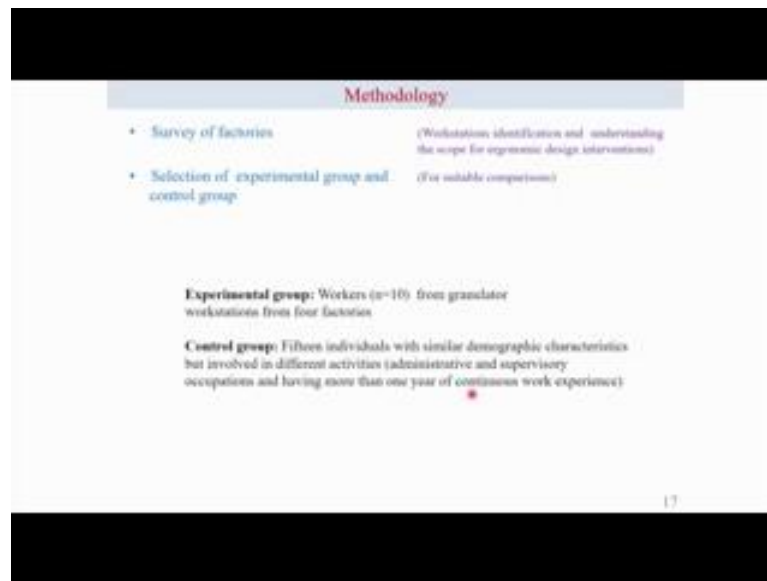 Methodology
• Survey of factories
(Workstations identification and understanding
the scope for ergonomic design interventions)
• Selection of experimental group and
control group
(For suitable comparisons)
Experimental group: Workers (n=10) from granulator
workstations from four factories
Control group: Fifteen individuals with similar demographic characteristics
but involved in different activities (administrative and supervisory
occupations and having more than one year of continuous work experience)
17